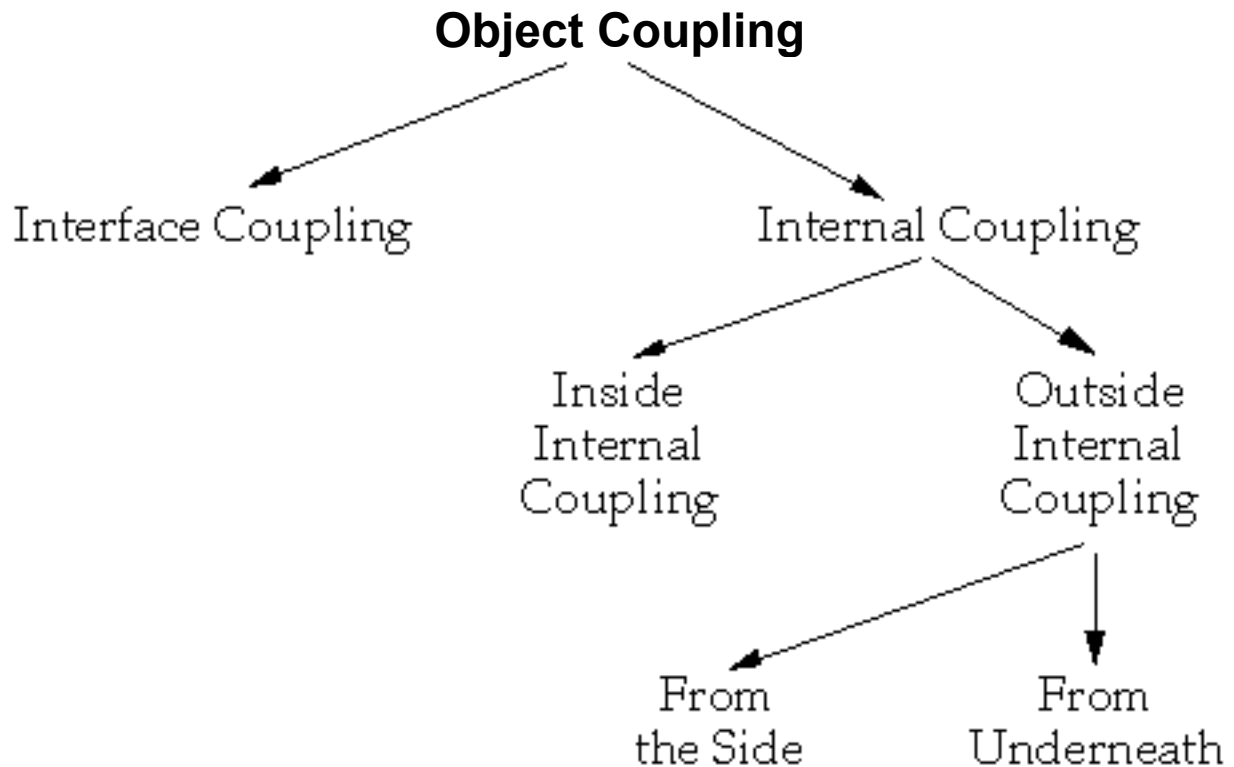 Object Coupling
Interface Coupling
Internal Coupling
Inside
Internal
Coupling
Outside
Internal
Coupling
From
the Side
From
Underneath